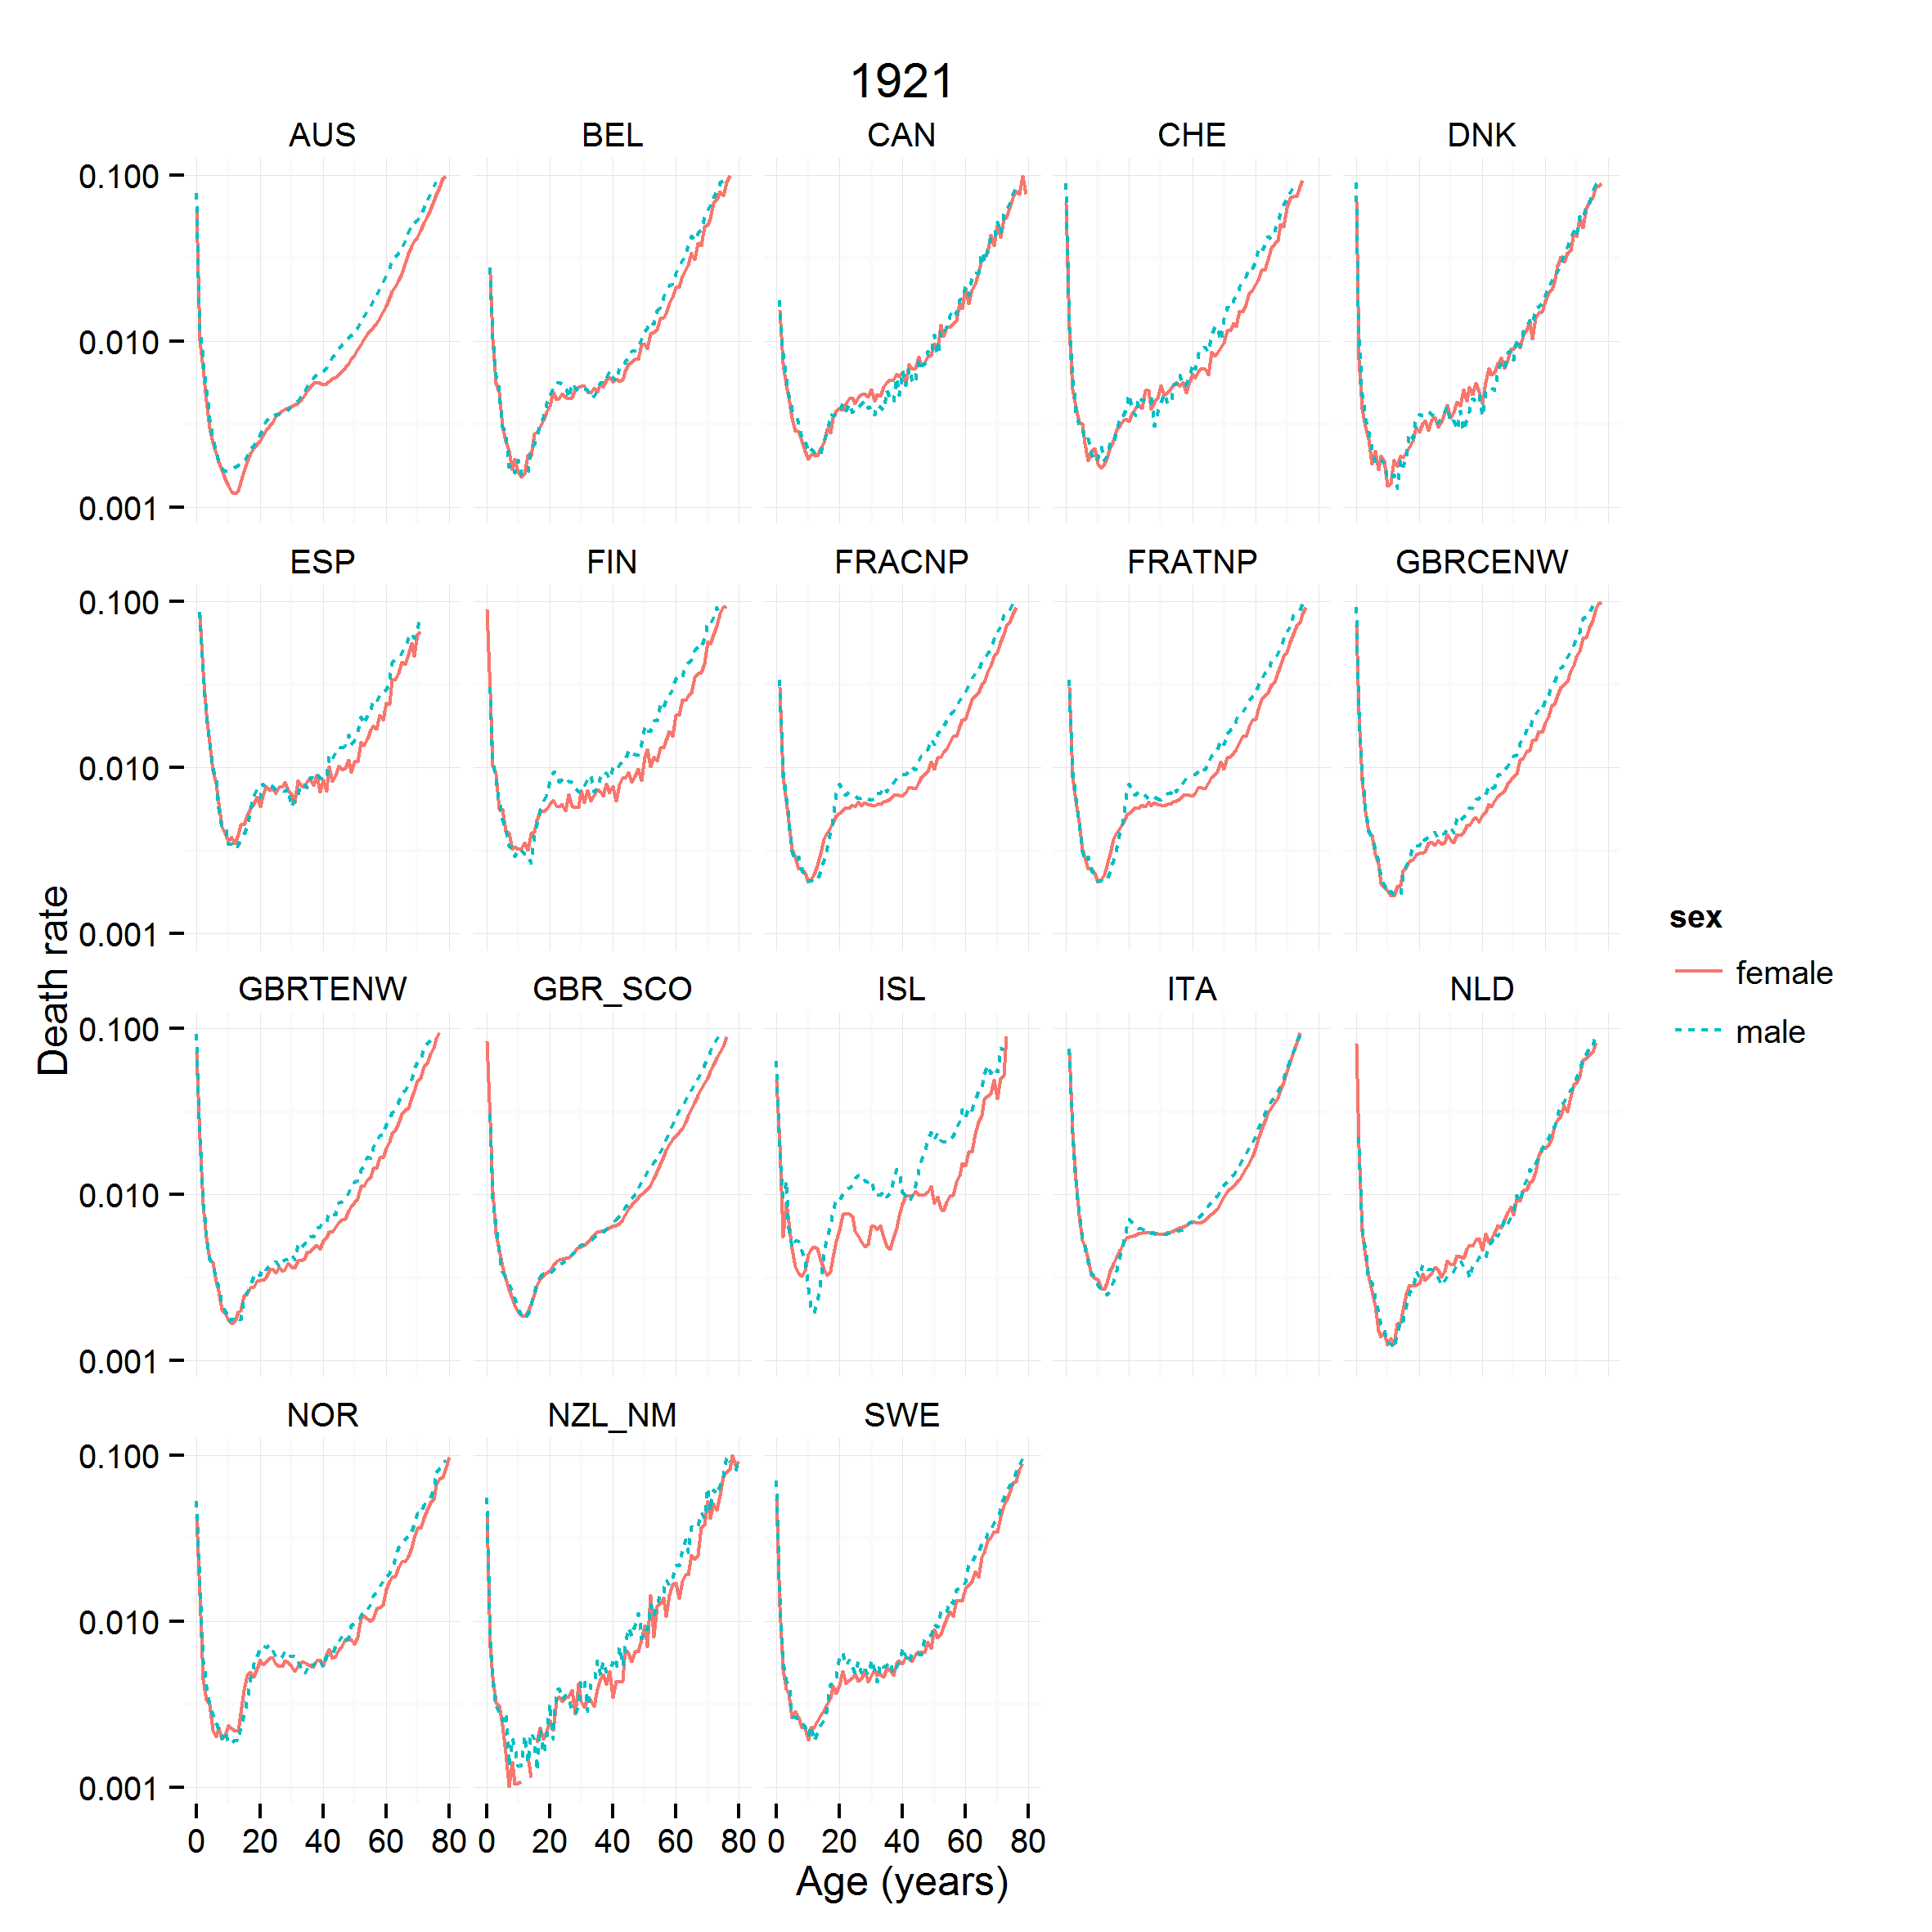 1921
AUS BEL CAN CHE DNK
0.100
0.010
0.001
ESP FIN FRACNP FRATNP GBRCENW
0.100
0.010
0.001
GBRTENW GBR_SCO ISL ITA NLD
0.100
0.010
0.001
NOR NZL_NM SWE
0.100
0.010
0.001
0 20 40 60 80 0 20 40 60 80 0 20 40 60 80
Age (years)
Death rate
sex
female
male